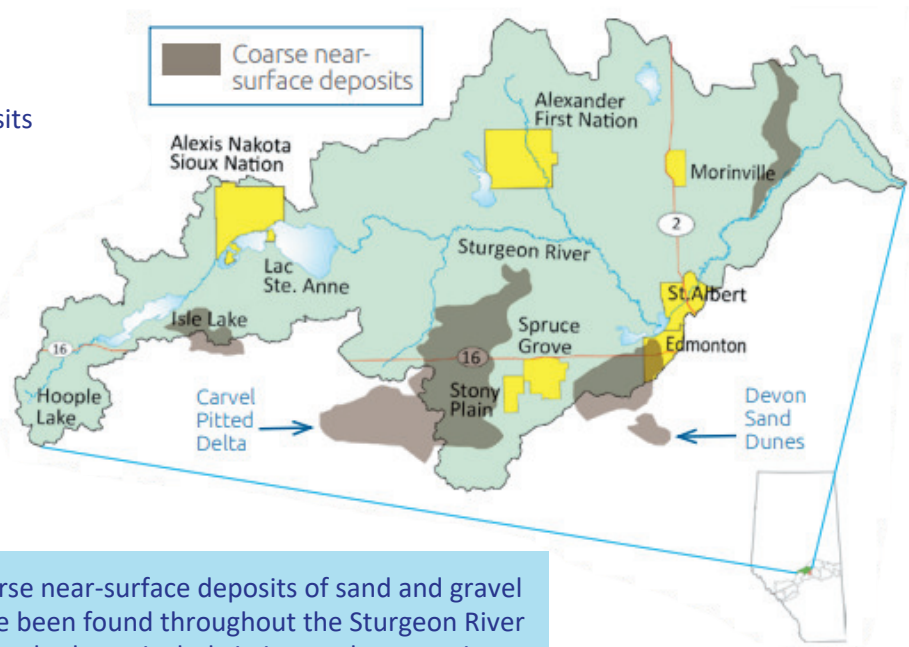 Coarse near-
surface deposits
Alexander
First Nation
Alexis Nakota
Sioux Nation
Morinville
2
Sturgeon River
Lac
Ste. Anne
St.Albert
Isle Lake
Spruce
Grove
16
16
Edmonton
Hoople
Lake
Carvel
Pitted
Delta
Stony
Plain
Devon
Sand
Dunes
near-surface deposits of sand and gravel
been found throughout the Sturgeon River